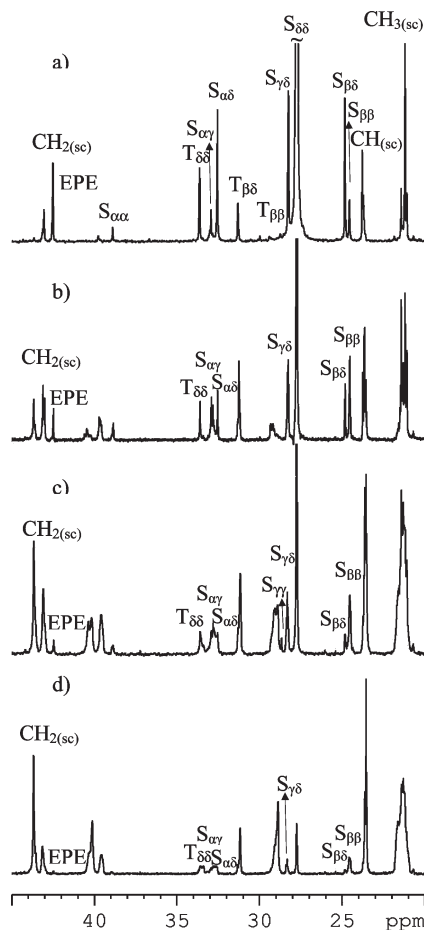 a)
CH₂₍sc₎
EPE
Sαα
Tδδ
Sαγ
Sαδ
Tβδ
Tββ
Sγδ
Sδδ
~
Sβδ
Sββ
CH(sc)
CH₃(sc)
b)
CH₂(sc)
EPE
Tδδ
Sαγ
Sαδ
Sγδ
Sβδ
Sββ
c)
CH₂(sc)
EPE
Tδδ
Sαγ
Sαδ
Sγγ
Sγδ
Sβδ
Sββ
d)
CH₂(sc)
EPE
Tδδ
Sαγ
Sαδ
Sγδ
Sβδ
Sββ
40 35 30 25 ppm